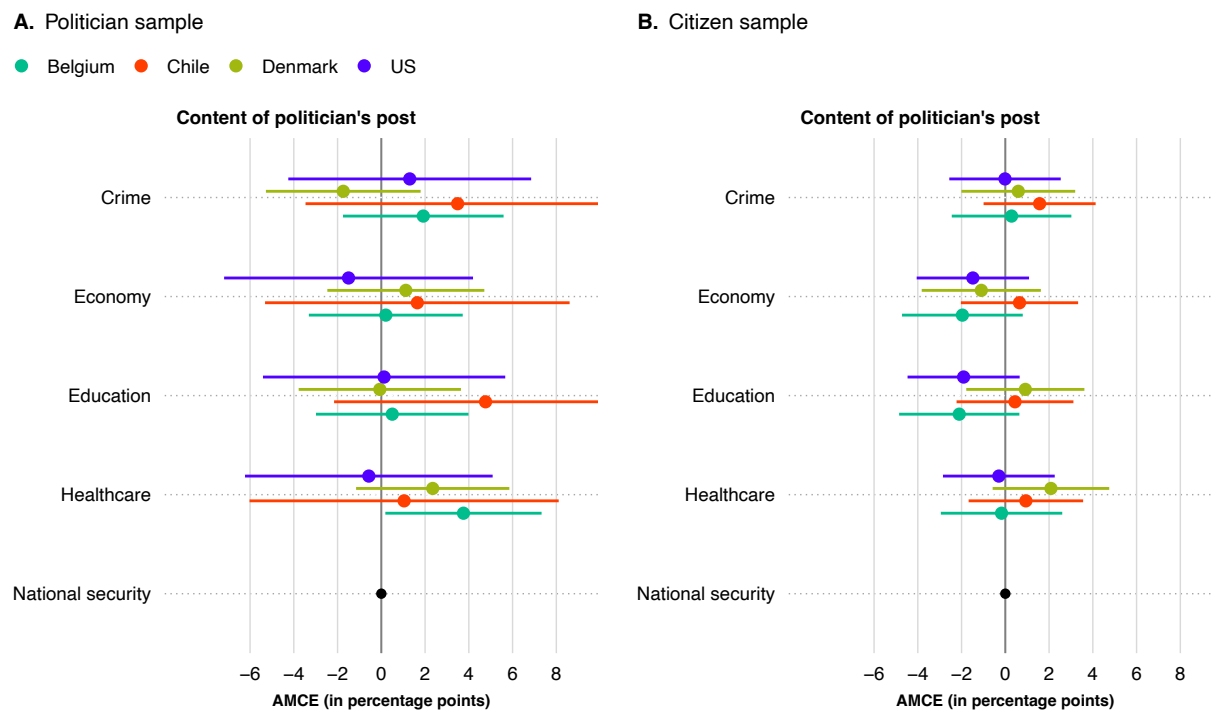 A. Politician sample
Belgium Chile Denmark US
Content of politician's post
Crime
Economy
Education
Healthcare
National security
−6 −4 −2 0 2 4 6 8
AMCE (in percentage points)
B. Citizen sample
Content of politician's post
Crime
Economy
Education
Healthcare
National security
−6 −4 −2 0 2 4 6 8
AMCE (in percentage points)